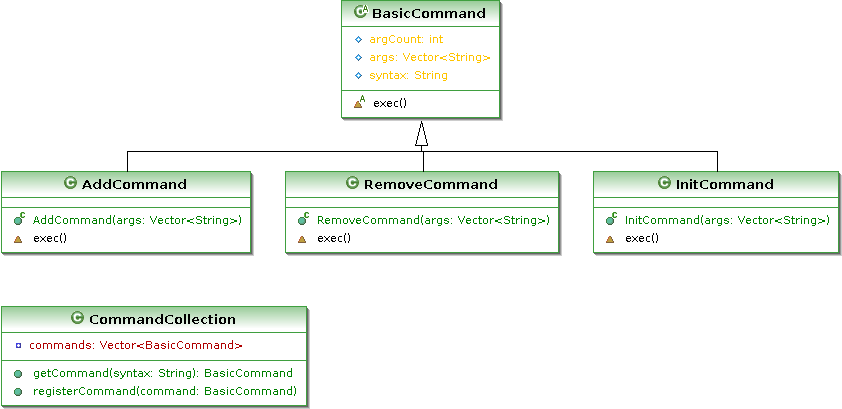 BasicCommand
argCount: int
args: Vector<String>
syntax: String
exec()
AddCommand
AddCommand(args: Vector<String>)
exec()
RemoveCommand
RemoveCommand(args: Vector<String>)
exec()
InitCommand
InitCommand(args: Vector<String>)
exec()
CommandCollection
commands: Vector<BasicCommand>
getCommand(syntax: String): BasicCommand
registerCommand(command: BasicCommand)